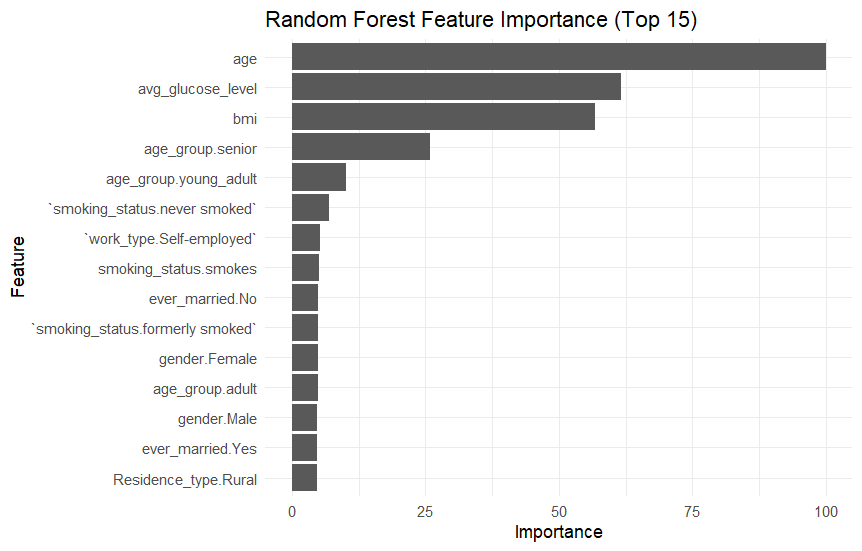 Random Forest Feature Importance (Top 15)
Feature
age
avg_glucose_level
bmi
age_group.senior
age_group.young_adult
`smoking_status.never smoked`
`work_type.Self-employed`
smoking_status.smokes
ever_married.No
`smoking_status.formerly smoked`
gender.Female
age_group.adult
gender.Male
ever_married.Yes
Residence_type.Rural
0 25 50 75 100
Importance